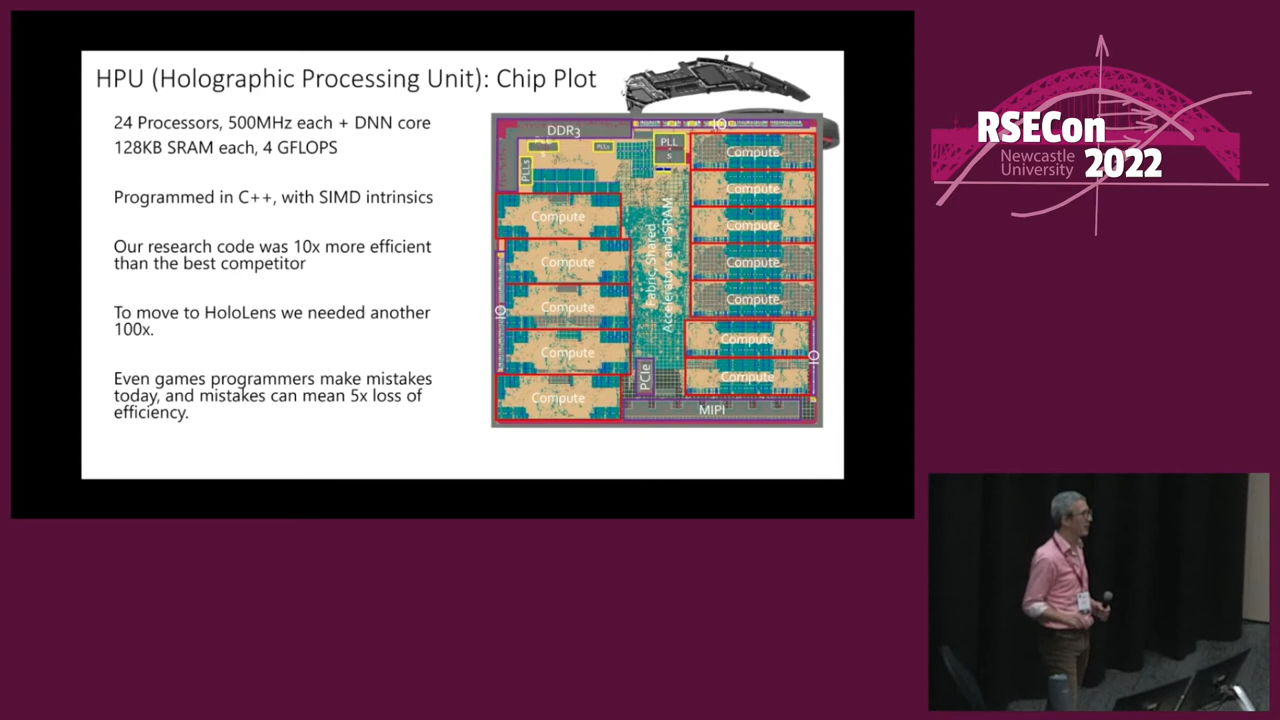 HPU (Holographic Processing Unit): Chip Plot
24 Processors, 500MHz each + DNN core
128KB SRAM each, 4 GFLOPS
Programmed in C++, with SIMD intrinsics
Our research code was 10x more efficient
than the best competitor
To move to HoloLens we needed another
100x.
Even games programmers make mistakes
today, and mistakes can mean 5x loss of
efficiency.
DDR3
PLLs
PLLs
PLL
s
IO
Compute
Compute
Compute
Compute
Compute
Compute
Compute
Compute
Compute
Compute
Compute
Compute
Fabric, Shared
Accelerators and SRAM
IO
IO
PCIe
MIPI
RSECon
2022
Newcastle
University